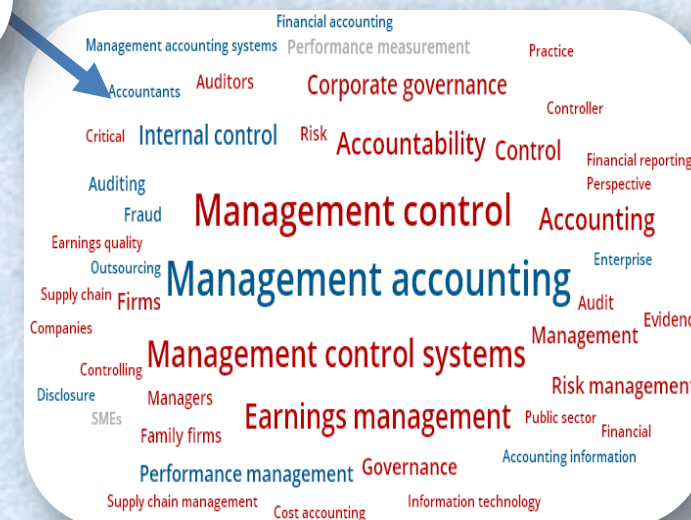 Financial accounting
Management accounting systems Performance measurement Practice
Accountants Auditors Corporate governance
Controller
Critical Internal control Risk Accountability Control
Financial reporting
Auditing Perspective
Fraud Management control Accounting
Earnings quality
Outsourcing Management accounting Enterprise
Supply chain Firms Audit
Companies Management Evidenc
Controlling Management control systems
Disclosure Managers Risk management
SMEs Earnings management Public sector
Family firms Financial
Performance management Governance Accounting information
Supply chain management Cost accounting Information technology